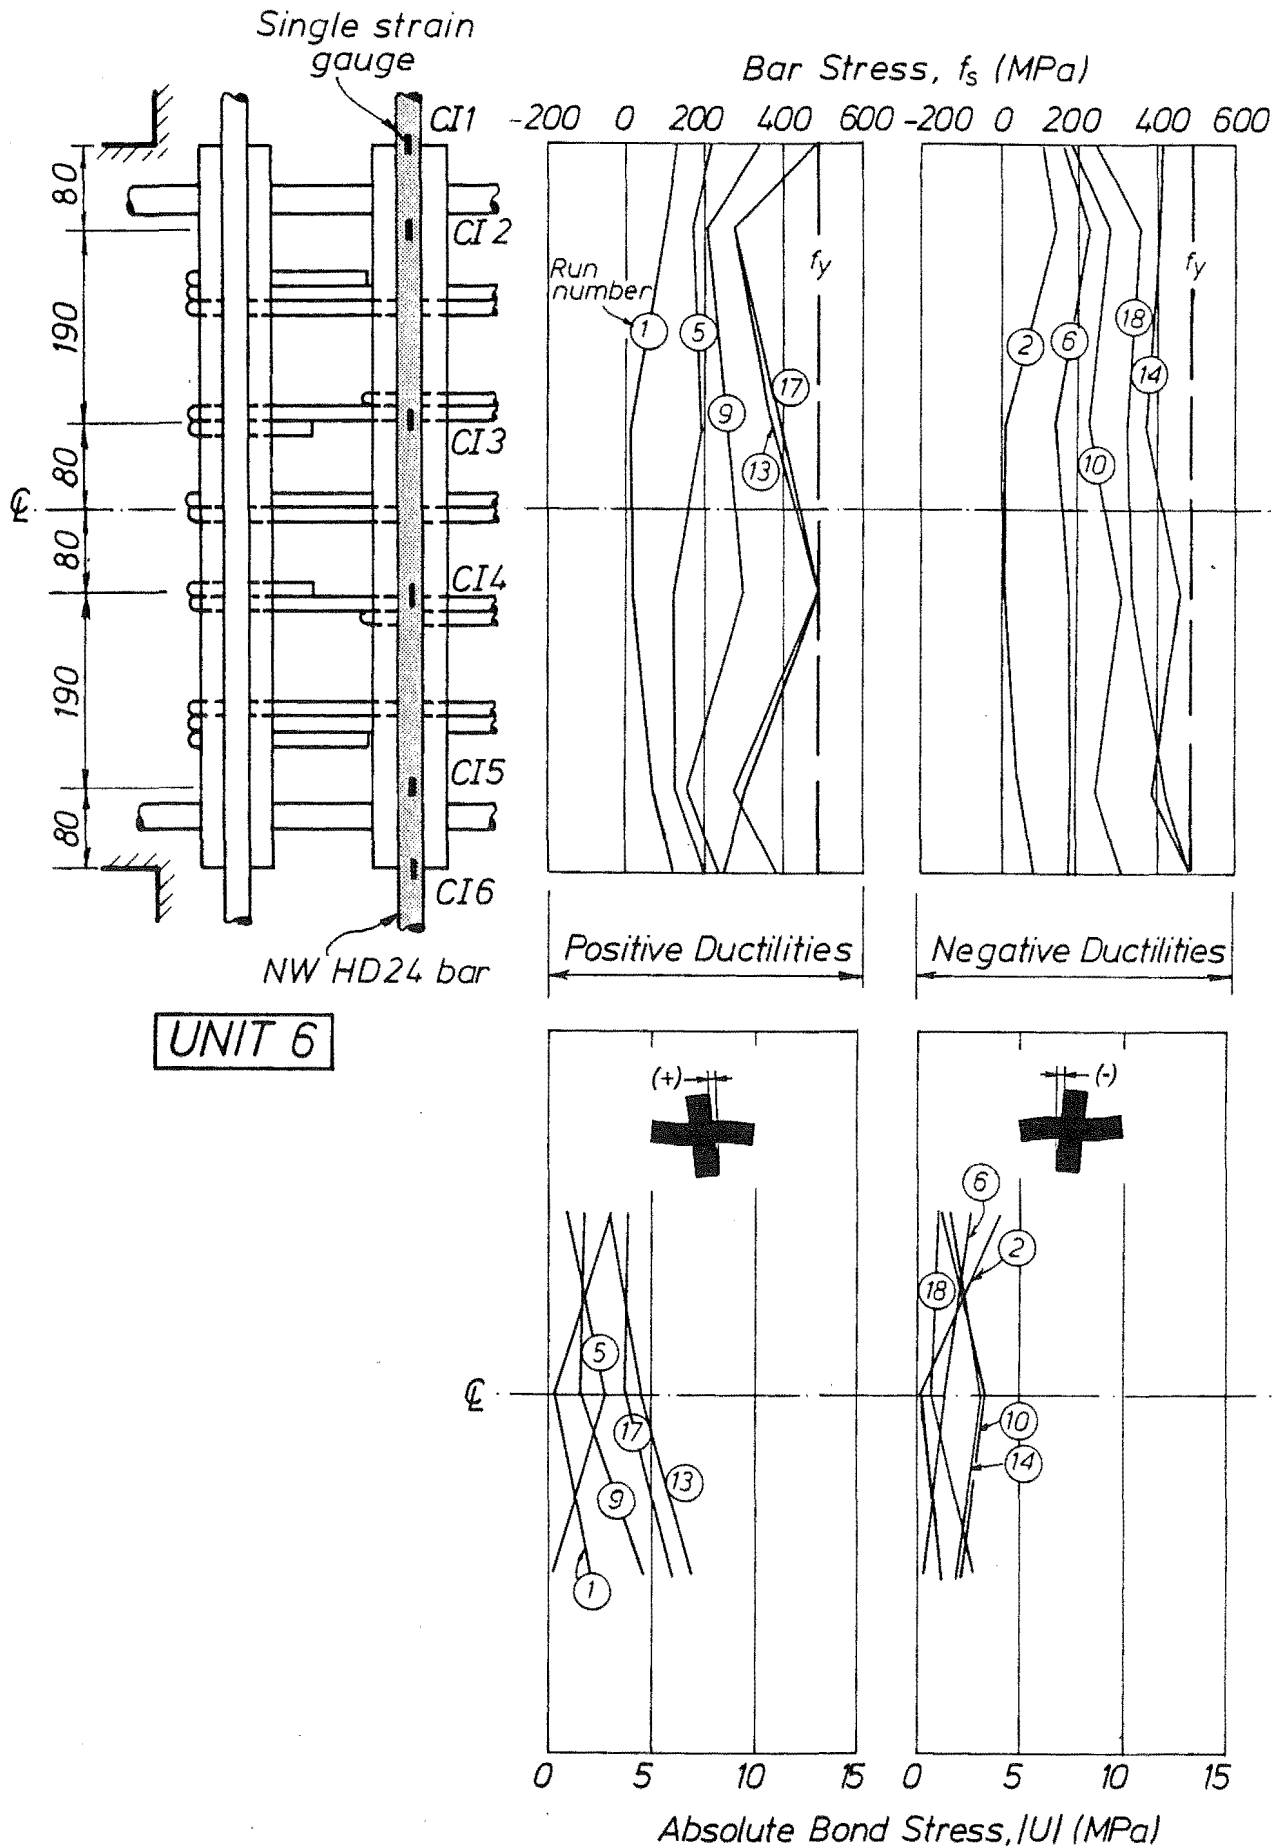 Single strain
gauge
Bar Stress, fs (MPa)
-200 0 200 400 600
-200 0 200 400 600
CI1
CI2
CI3
CI4
CI5
CI6
80
190
80
80
190
80
℄
Run
number
1
5
9
13
17
fy
2
6
10
18
14
fy
NW HD24 bar
Positive Ductilities
Negative Ductilities
UNIT 6
(+)
(-)
6
2
18
5
℄
10
17
14
13
9
1
0 5 10 15
0 5 10 15
Absolute Bond Stress, |U| (MPa)